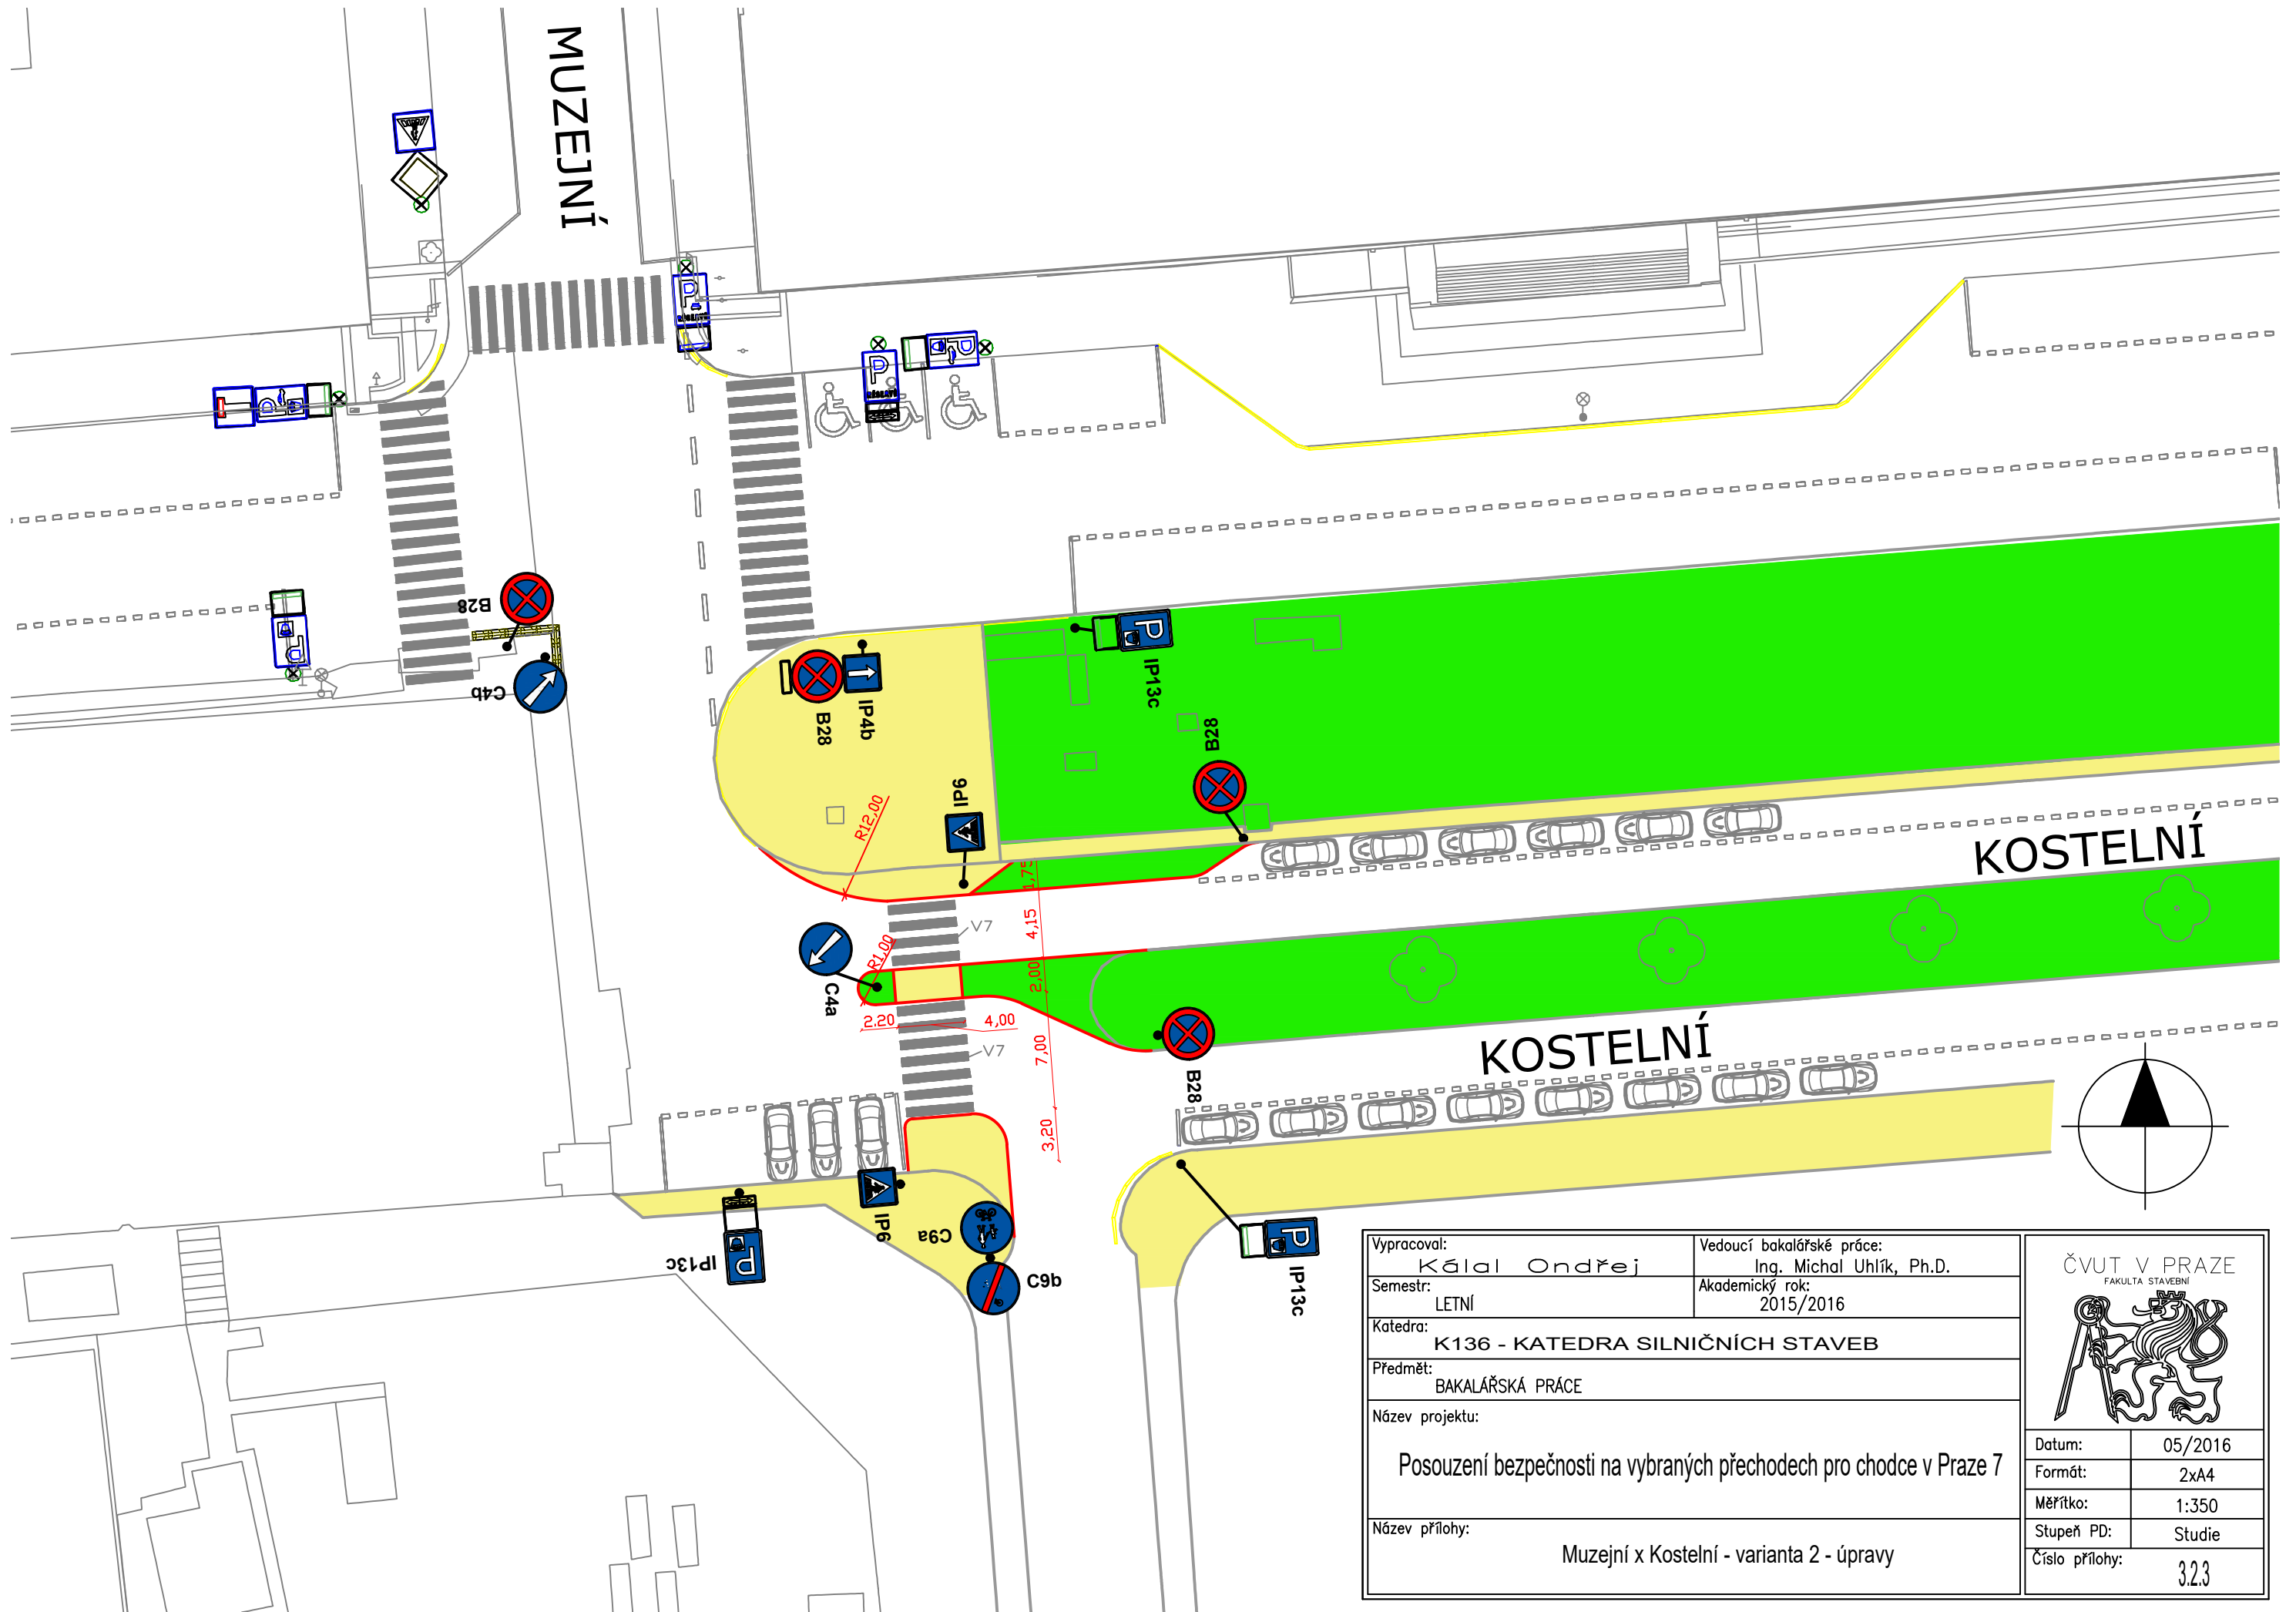 MUZEJNÍ
P
P
P
RÉSERVÉ
B28
C4b
B28
IP4b
IP13c
B28
IP6
R12,00
1,75
KOSTELNÍ
V7
4,15
R1,00
2,00
C4a
2.20
4,00
V7
7,00
KOSTELNÍ
B28
3,20
IP6
C9a
IP13c
C9b
IP13c
P
P
Vypracoval:
Kálal Ondřej
Vedoucí bakalářské práce:
Ing. Michal Uhlík, Ph.D.
Semestr:
LETNÍ
Akademický rok:
2015/2016
Katedra:
K136 - KATEDRA SILNIČNÍCH STAVEB
Předmět:
BAKALÁŘSKÁ PRÁCE
Název projektu:
Posouzení bezpečnosti na vybraných přechodech pro chodce v Praze 7
Název přílohy:
Muzejní x Kostelní - varianta 2 - úpravy
ČVUT V PRAZE
FAKULTA STAVEBNÍ
Datum:
05/2016
Formát:
2xA4
Měřítko:
1:350
Stupeň PD:
Studie
Číslo přílohy:
3.2.3